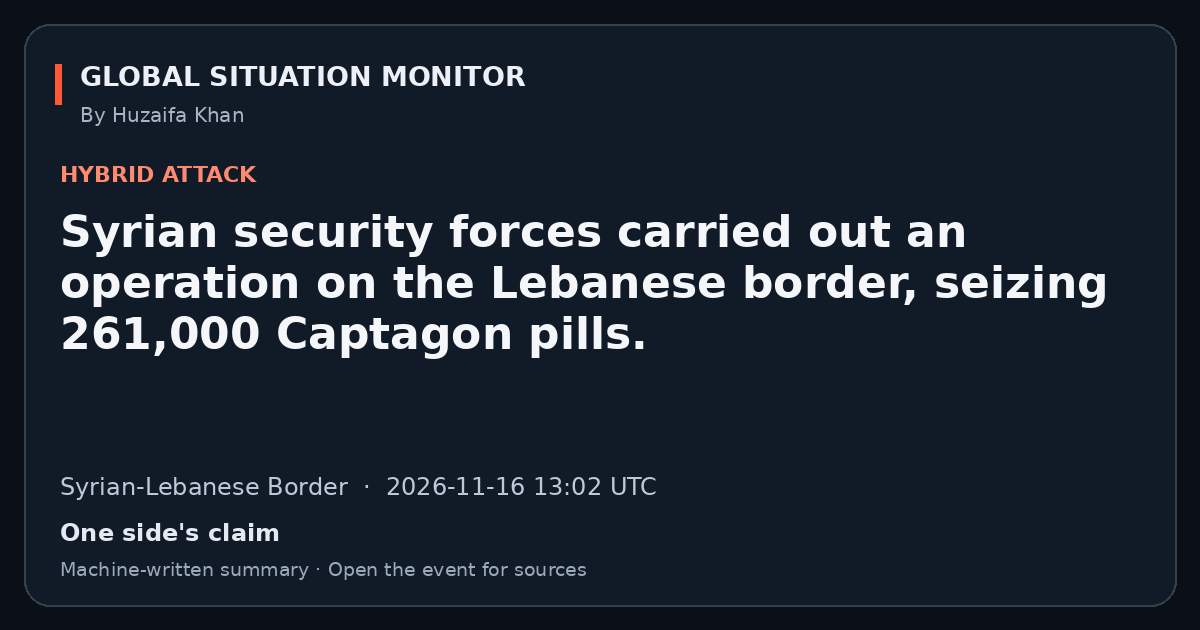 GLOBAL SITUATION MONITOR
By Huzaifa Khan
HYBRID ATTACK
Syrian security forces carried out an
operation on the Lebanese border, seizing
261,000 Captagon pills.
Syrian-Lebanese Border · 2026-11-16 13:02 UTC
One side's claim
Machine-written summary · Open the event for sources